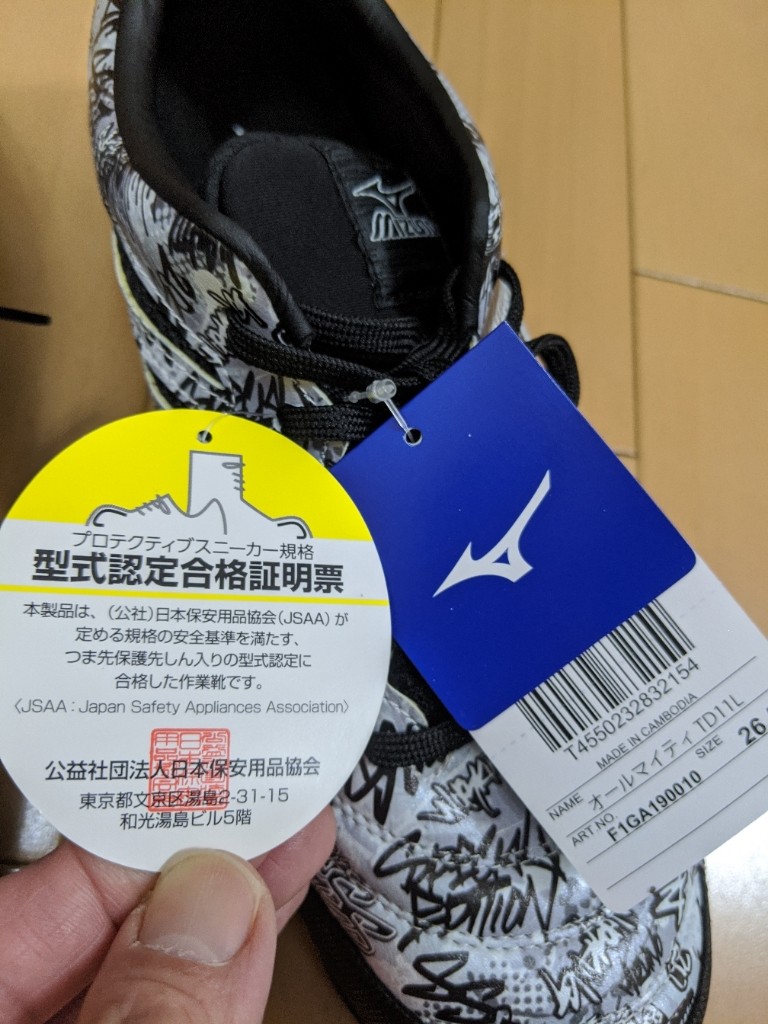 MIZUNO
プロテクティブスニーカー規格
型式認定合格証明票
本製品は、(公社)日本保安用品協会(JSAA)が
定める規格の安全基準を満たす、
つま先保護先しん入りの型式認定に
合格した作業靴です。
〈JSAA : Japan Safety Appliances Association〉
公益社団法人日本保安用品協会
東京都文京区湯島2-31-15
和光湯島ビル5階
T4550232832154
MADE IN CAMBODIA
NAME オールマイティ TD11L
ART NO. F1GA190010 SIZE 26